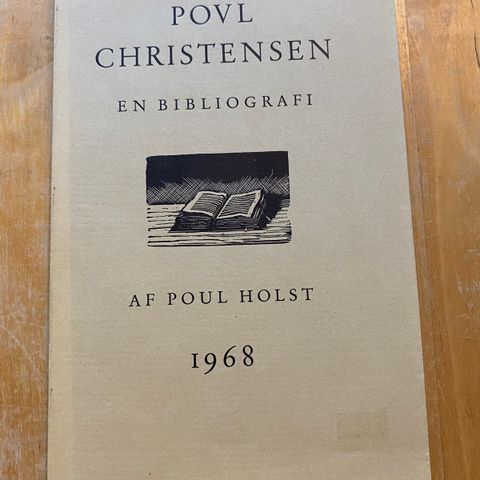 POVL
CHRISTENSEN
EN BIBLIOGRAFI
AF POUL HOLST
1968